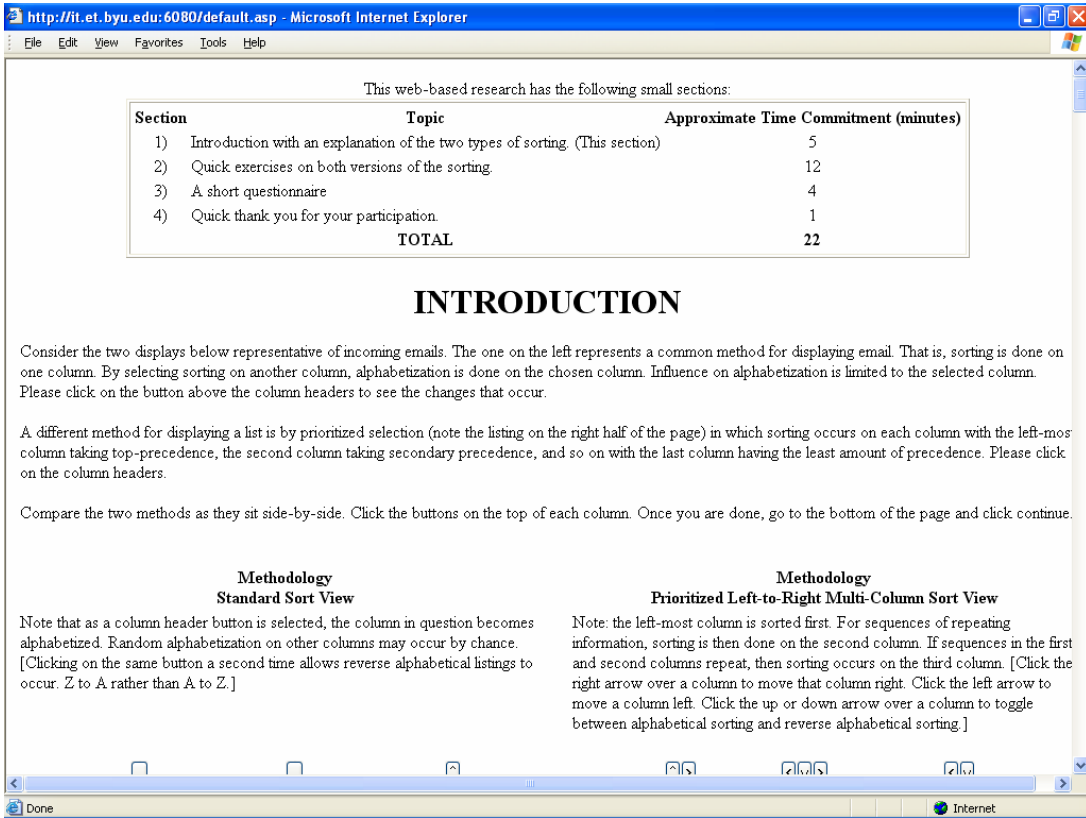 http://it.et.byu.edu:6080/default.asp - Microsoft Internet Explorer
File Edit View Favorites Tools Help
This web-based research has the following small sections:
Section Topic Approximate Time Commitment (minutes)
1) Introduction with an explanation of the two types of sorting. (This section) 5
2) Quick exercises on both versions of the sorting. 12
3) A short questionnaire 4
4) Quick thank you for your participation. 1
TOTAL 22
INTRODUCTION
Consider the two displays below representative of incoming emails. The one on the left represents a common method for displaying email. That is, sorting is done on
one column. By selecting sorting on another column, alphabetization is done on the chosen column. Influence on alphabetization is limited to the selected column.
Please click on the button above the column headers to see the changes that occur.
A different method for displaying a list is by prioritized selection (note the listing on the right half of the page) in which sorting occurs on each column with the left-mos
column taking top-precedence, the second column taking secondary precedence, and so on with the last column having the least amount of precedence. Please click
on the column headers.
Compare the two methods as they sit side-by-side. Click the buttons on the top of each column. Once you are done, go to the bottom of the page and click continue.
Methodology
Standard Sort View
Note that as a column header button is selected, the column in question becomes
alphabetized. Random alphabetization on other columns may occur by chance.
[Clicking on the same button a second time allows reverse alphabetical listings to
occur. Z to A rather than A to Z.]
Methodology
Prioritized Left-to-Right Multi-Column Sort View
Note: the left-most column is sorted first. For sequences of repeating
information, sorting is then done on the second column. If sequences in the first
and second columns repeat, then sorting occurs on the third column. [Click the
right arrow over a column to move that column right. Click the left arrow to
move a column left. Click the up or down arrow over a column to toggle
between alphabetical sorting and reverse alphabetical sorting.]
^ ^ > < v > < v
Done Internet